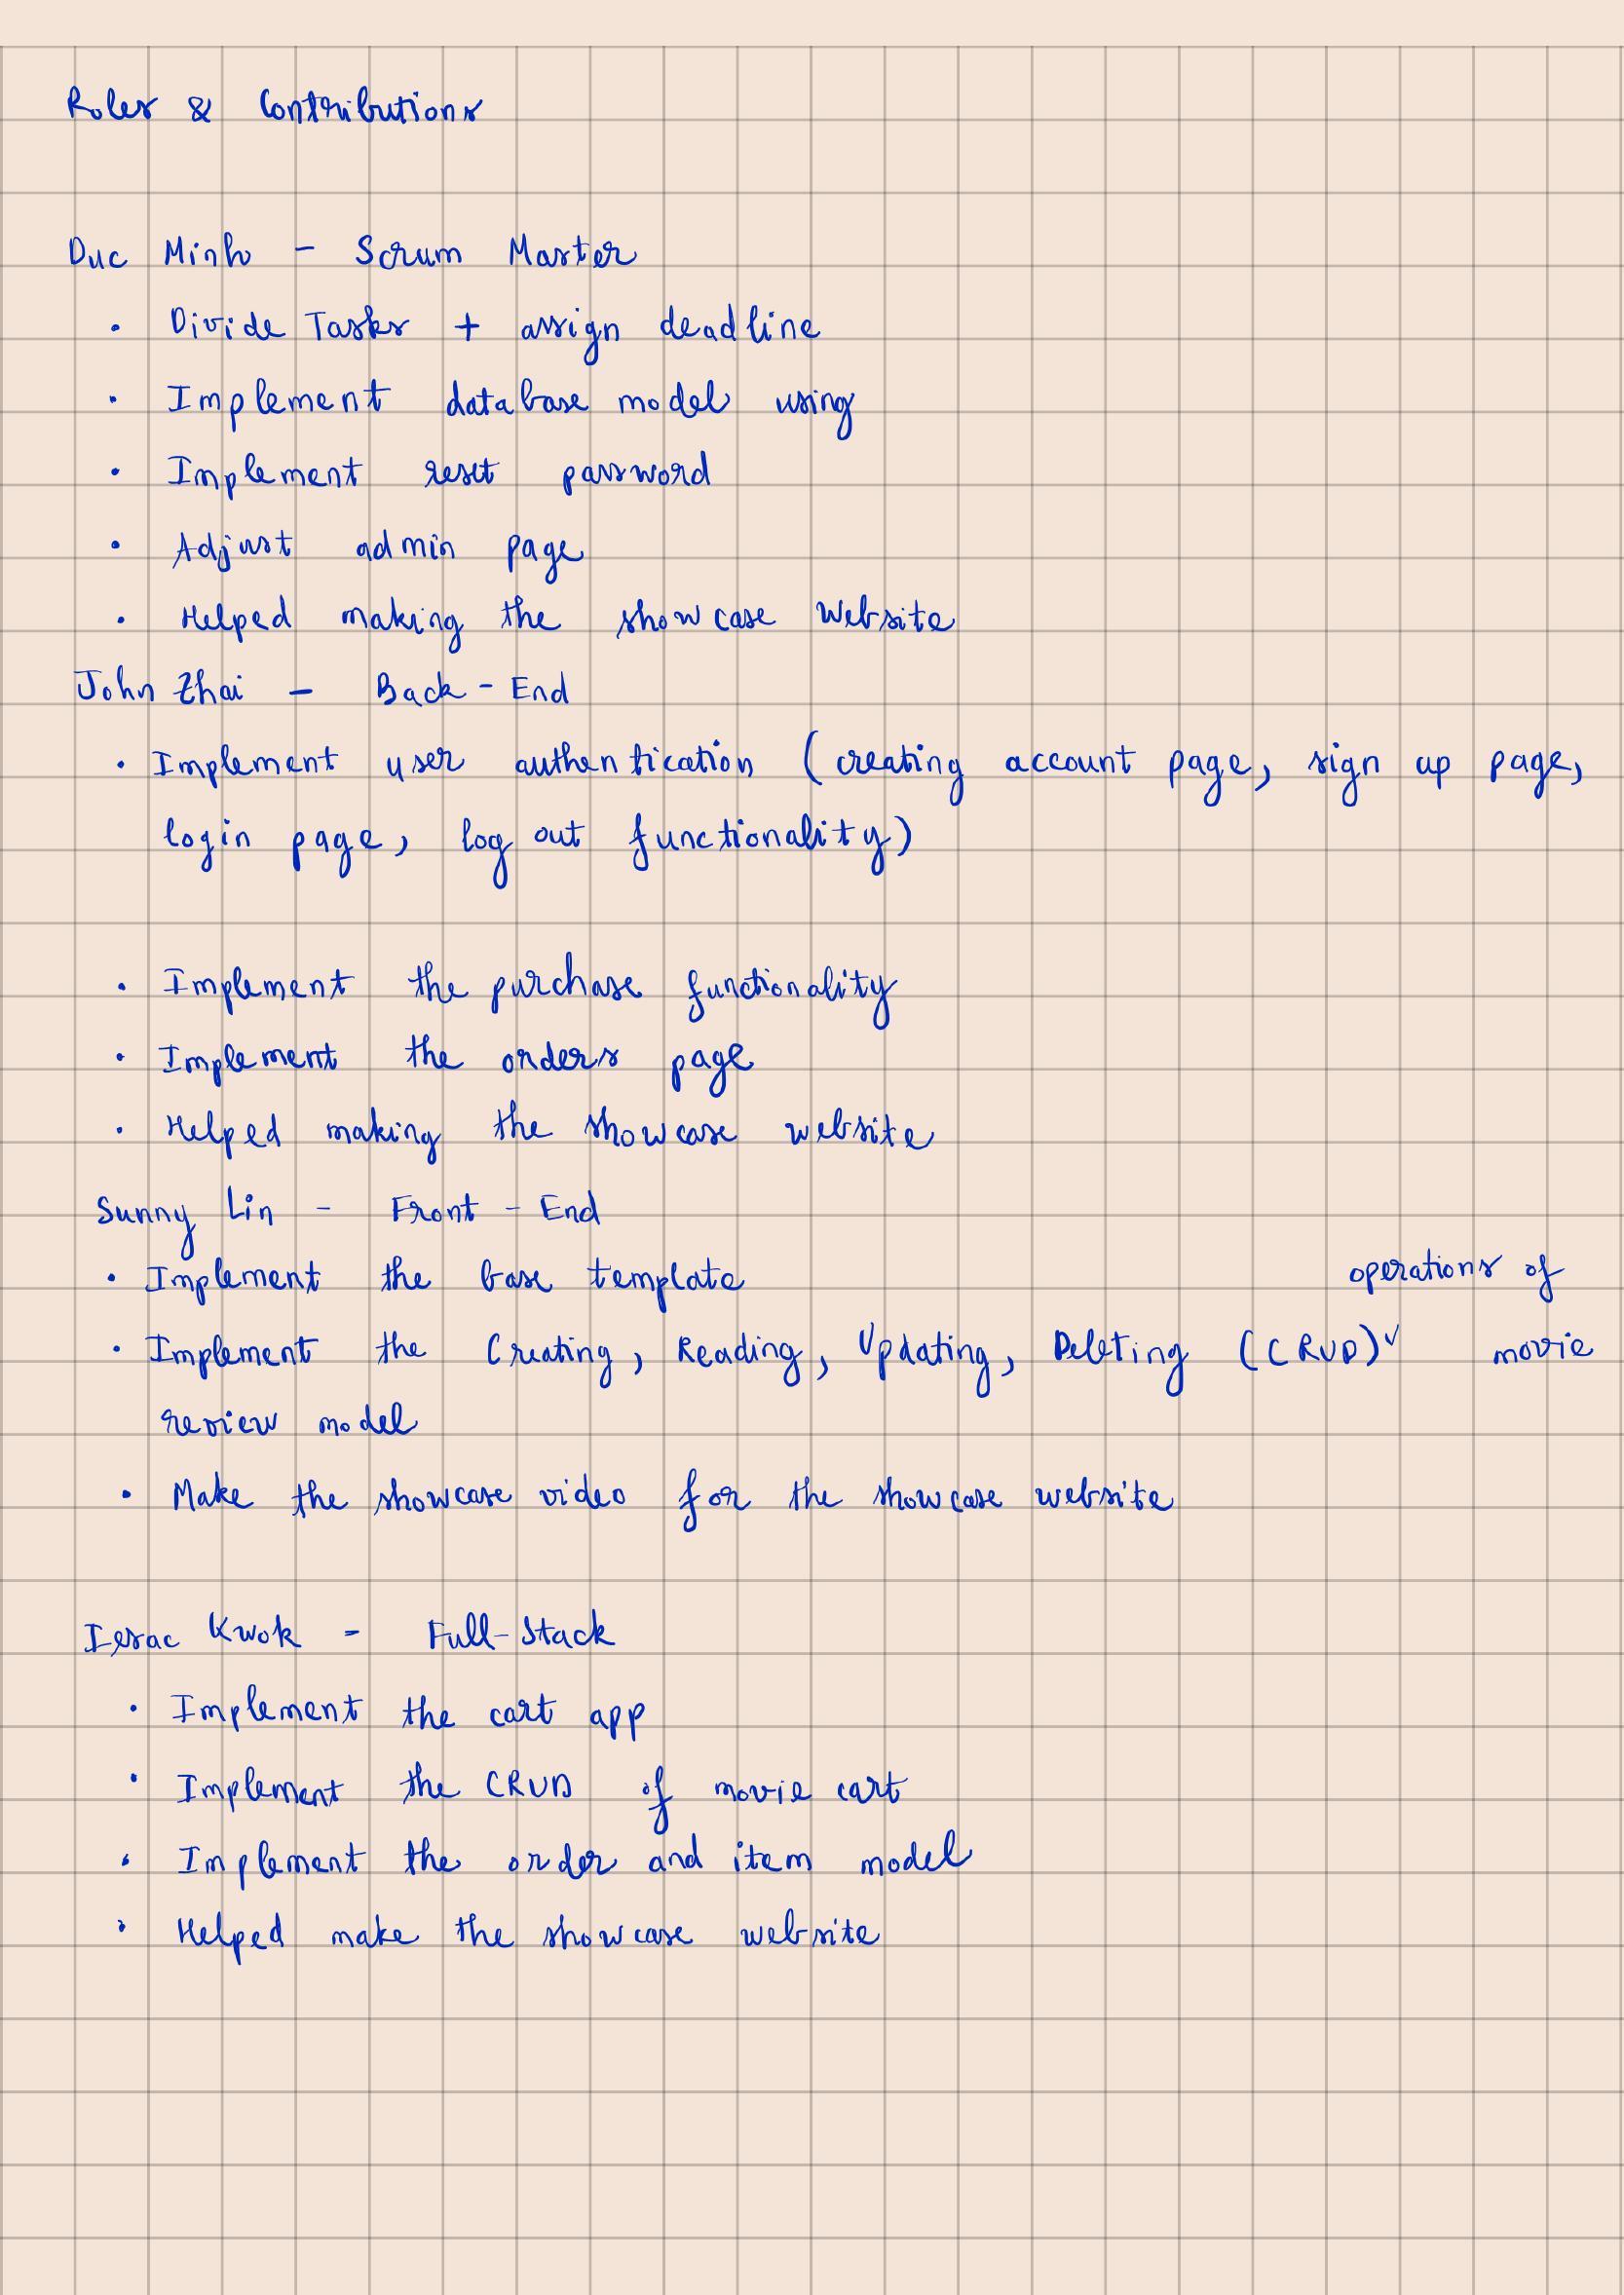 Roles & Contributions
Duc Minh - Scrum Master
• Divide Tasks + assign deadline
• Implement database model using
• Implement reset password
• Adjust admin page
• Helped making the showcase Website
John Zhai - Back-End
• Implement user authentication (creating account page, sign up page,
login page, log out functionality)
• Implement the purchase functionality
• Implement the orders page
• Helped making the showcase website
Sunny Lin - Front-End
• Implement the base template
operations of
• Implement the Creating, Reading, Updating, Deleting (CRUD)✓ movie
review model
• Make the showcase video for the showcase website
Iesac Kwok - Full-Stack
• Implement the cart app
• Implement the CRUD of movie cart
• Implement the order and item model
• Helped make the showcase website